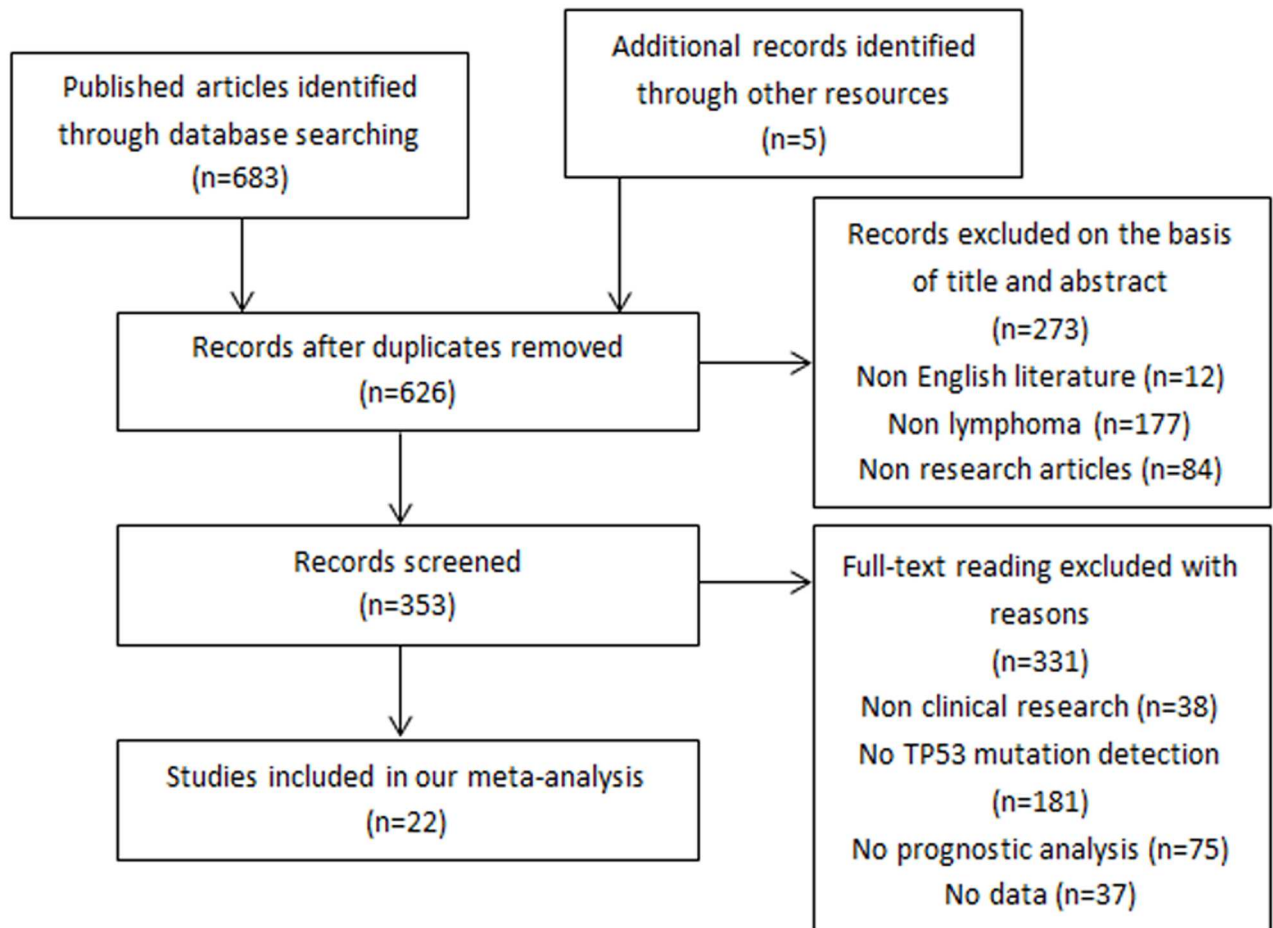 Published articles identified
through database searching
(n=683)
Additional records identified
through other resources
(n=5)
Records after duplicates removed
(n=626)
Records excluded on the basis
of title and abstract
(n=273)
Non English literature (n=12)
Non lymphoma (n=177)
Non research articles (n=84)
Records screened
(n=353)
Full-text reading excluded with
reasons
(n=331)
Non clinical research (n=38)
No TP53 mutation detection
(n=181)
No prognostic analysis (n=75)
No data (n=37)
Studies included in our meta-analysis
(n=22)